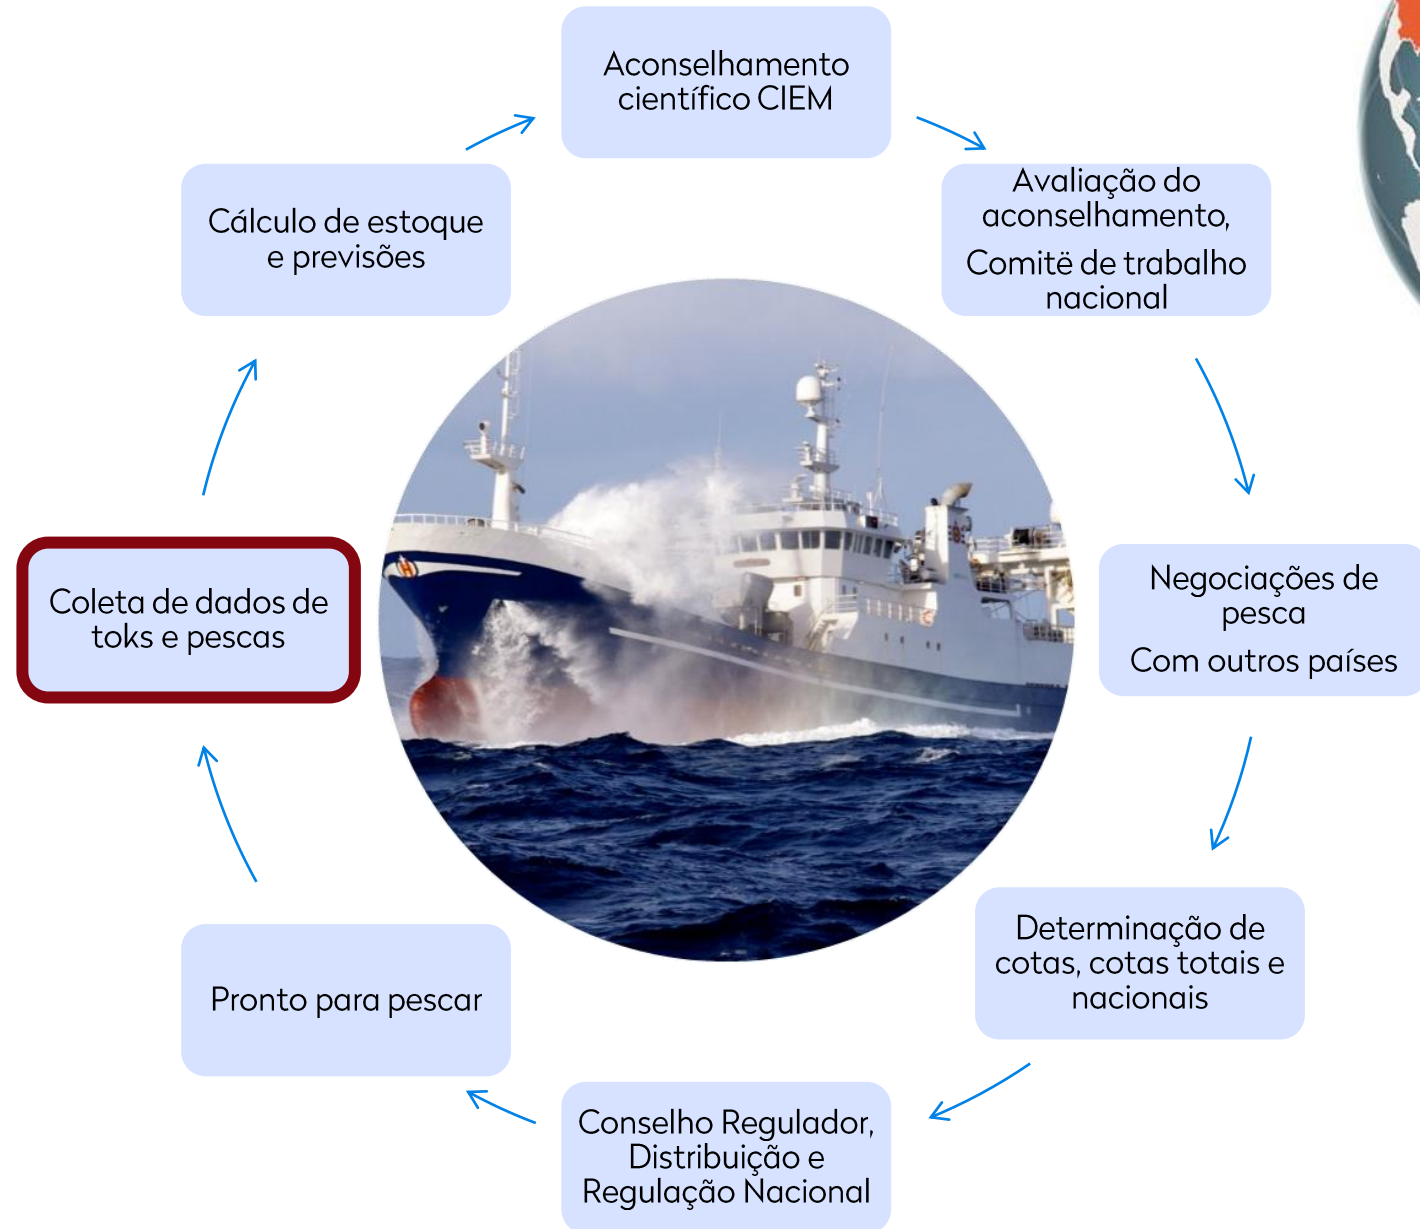 Aconselhamento
científico CIEM
Avaliação do
aconselhamento,
Comitë de trabalho
nacional
Negociações de
pesca
Com outros países
Determinação de
cotas, cotas totais e
nacionais
Conselho Regulador,
Distribuição e
Regulação Nacional
Pronto para pescar
Coleta de dados de
toks e pescas
Cálculo de estoque
e previsões